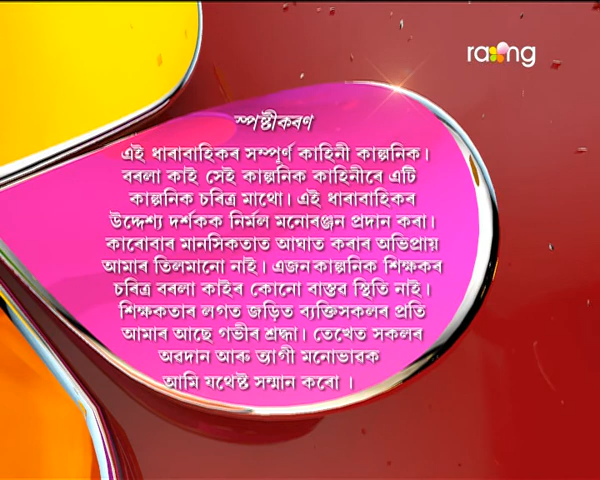 raang
স্পষ্টীকৰণ
এই ধাৰাবাহিকৰ সম্পূৰ্ণ কাহিনী কাল্পনিক।
বৰলা কাই সেই কাল্পনিক কাহিনীৰে এটি
কাল্পনিক চৰিত্ৰ মাথো। এই ধাৰাবাহিকৰ
উদ্দেশ্য দৰ্শকক নিৰ্মল মনোৰঞ্জন প্ৰদান কৰা।
কাৰোবাৰ মানসিকতাত আঘাত কৰাৰ অভিপ্ৰায়
আমাৰ তিলমানো নাই। এজন কাল্পনিক শিক্ষকৰ
চৰিত্ৰ বৰলা কাইৰ কোনো বাস্তৱ স্থিতি নাই।
শিক্ষকতাৰ লগত জড়িত ব্যক্তিসকলৰ প্ৰতি
আমাৰ আছে গভীৰ শ্ৰদ্ধা। তেখেত সকলৰ
অৱদান আৰু ত্যাগী মনোভাৱক
আমি যথেষ্ট সন্মান কৰো ।